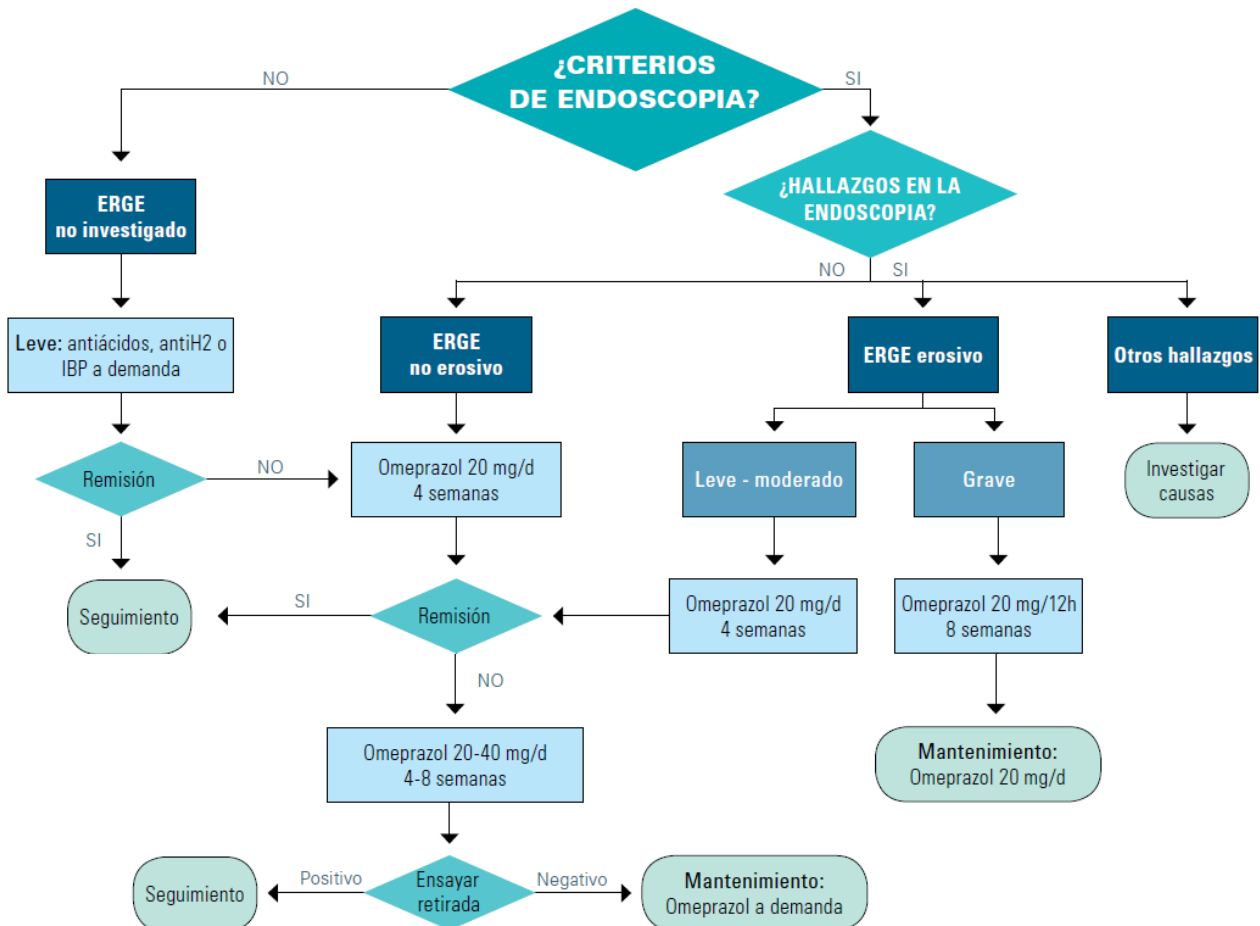 ¿CRITERIOS
DE ENDOSCOPIA?
NO
SI
¿HALLAZGOS EN LA
ENDOSCOPIA?
NO
SI
ERGE
no investigado
Leve: antiácidos, antiH2 o
IBP a demanda
ERGE
no erosivo
ERGE erosivo
Otros hallazgos
Remisión
NO
SI
Omeprazol 20 mg/d
4 semanas
Leve - moderado
Grave
Investigar
causas
Seguimiento
SI
Remisión
Omeprazol 20 mg/d
4 semanas
Omeprazol 20 mg/12h
8 semanas
NO
Omeprazol 20-40 mg/d
4-8 semanas
Mantenimiento:
Omeprazol 20 mg/d
Seguimiento
Positivo
Ensayar
retirada
Negativo
Mantenimiento:
Omeprazol a demanda